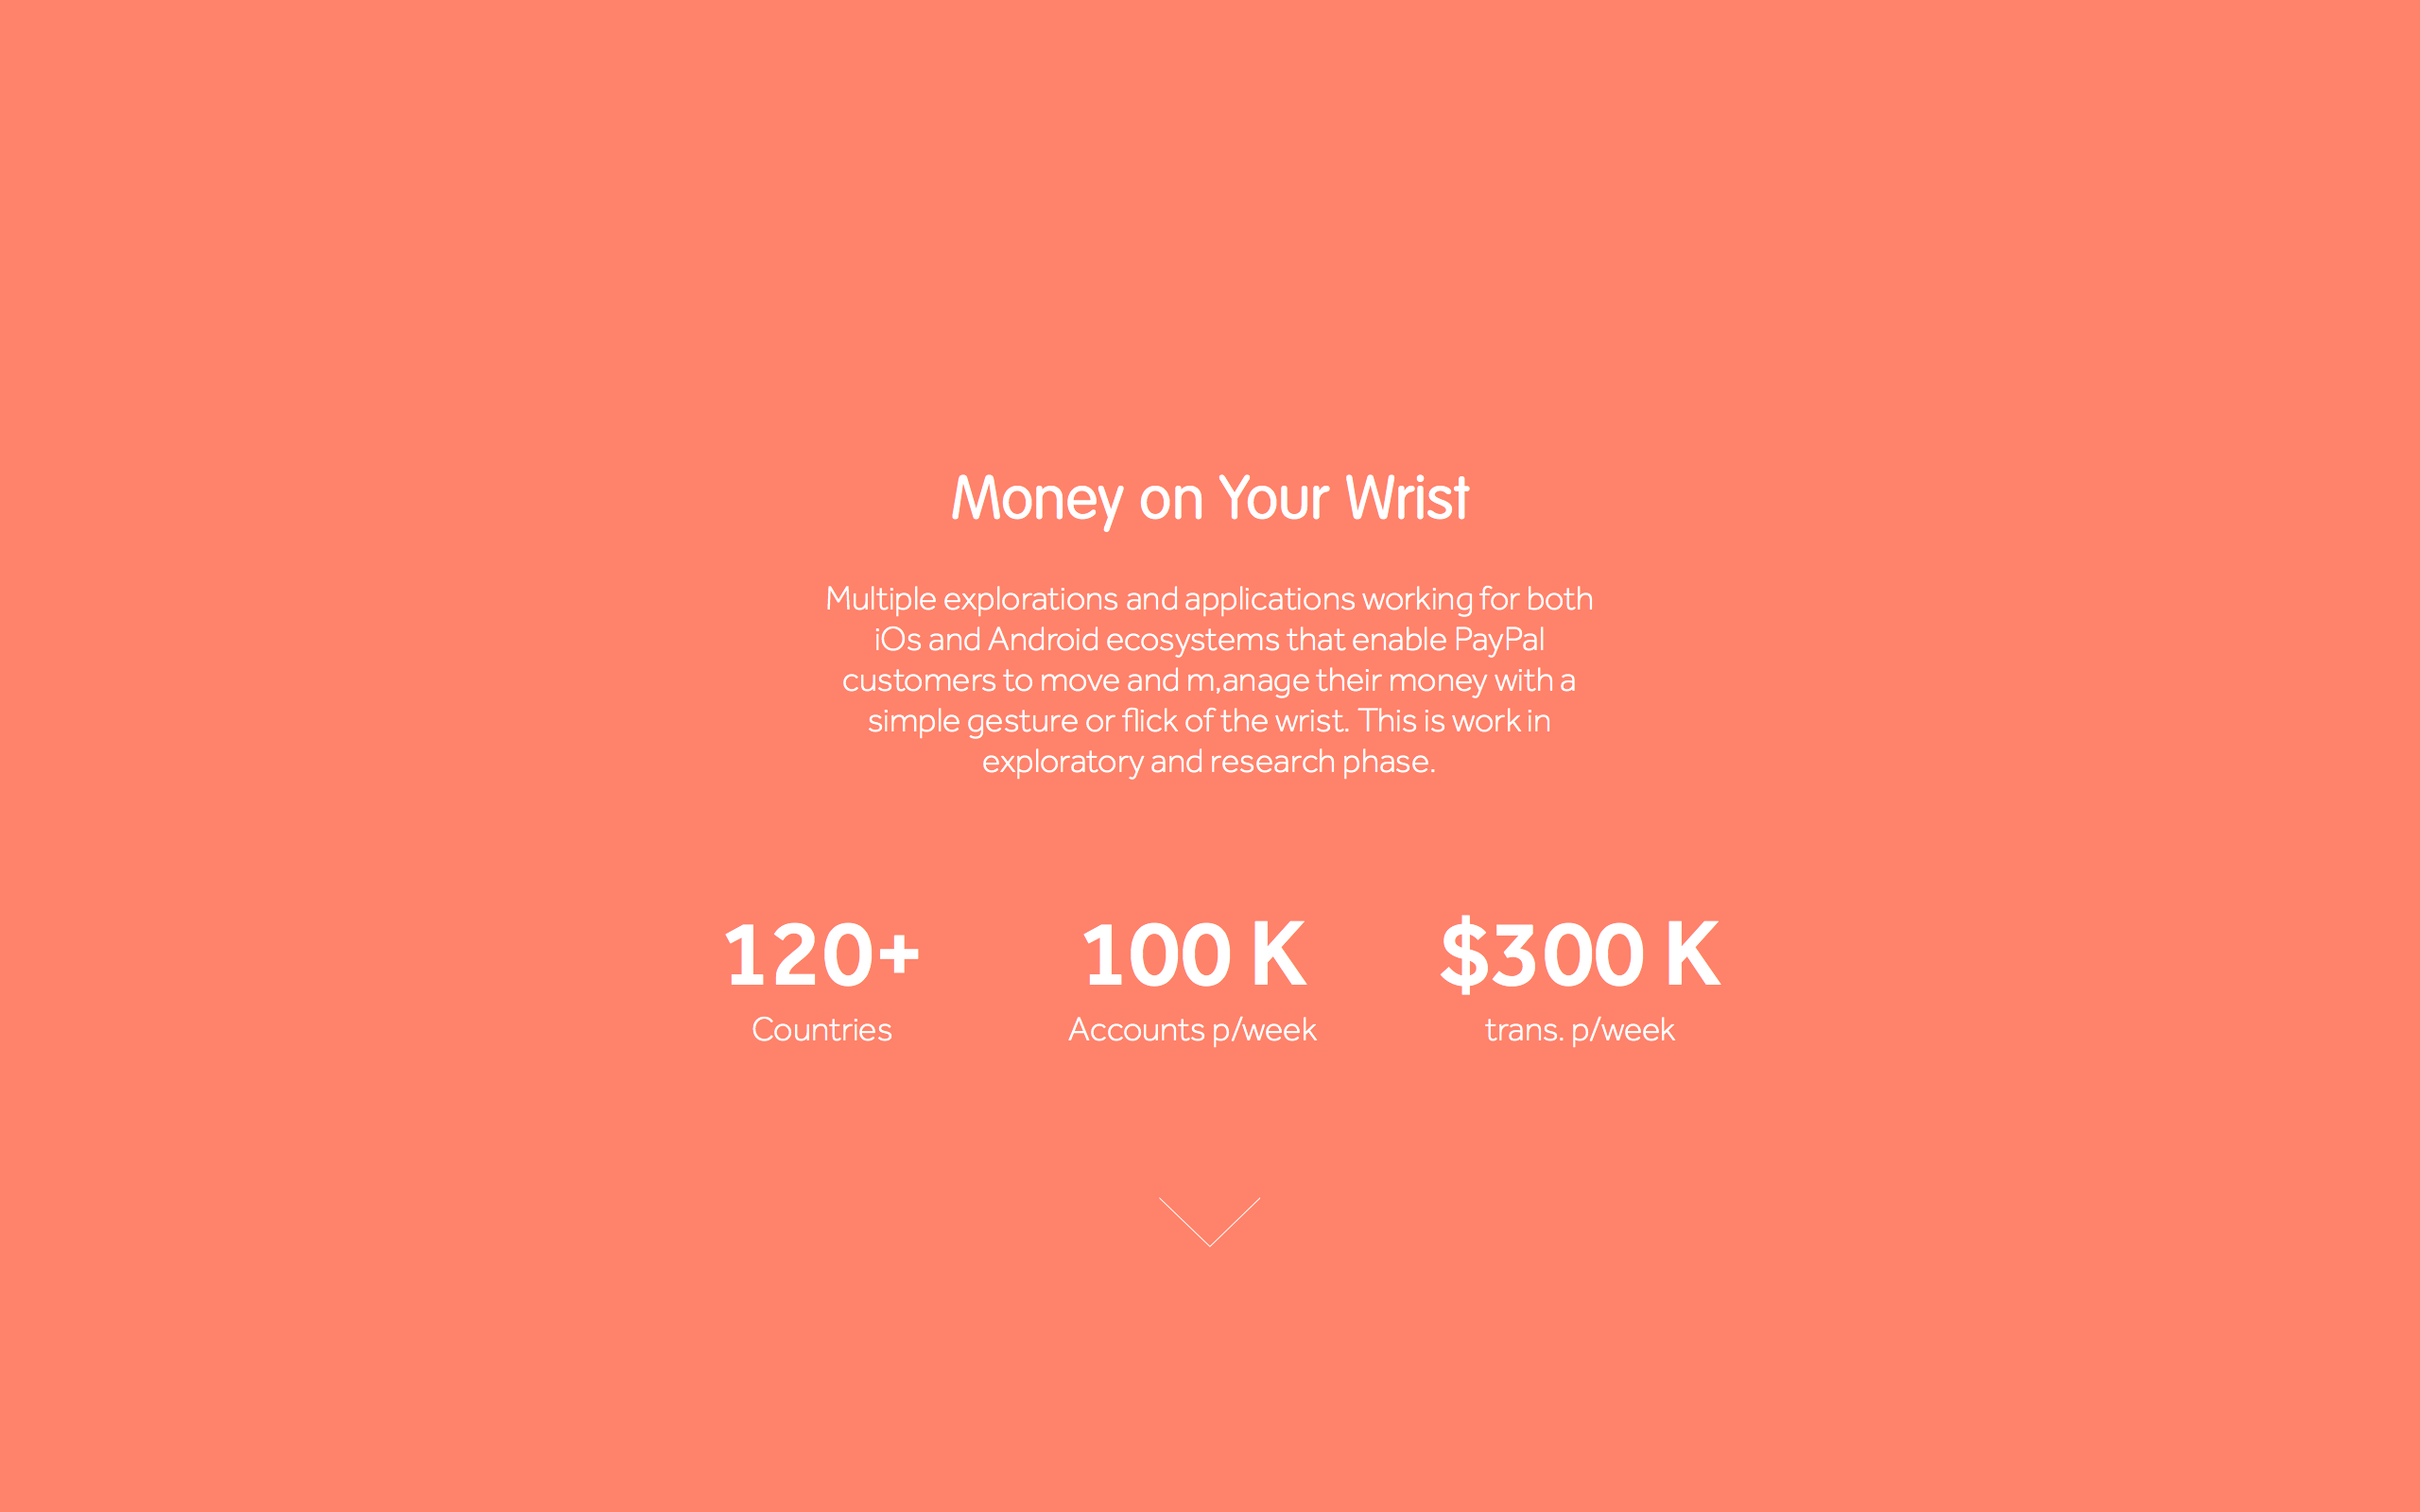 Money on Your Wrist
Multiple explorations and applications working for both
iOs and Android ecosystems that enable PayPal
customers to move and m,anage their money with a
simple gesture or flick of the wrist. This is work in
exploratory and research phase.
120+ 100 K $300 K
Countries Accounts p/week trans. p/week